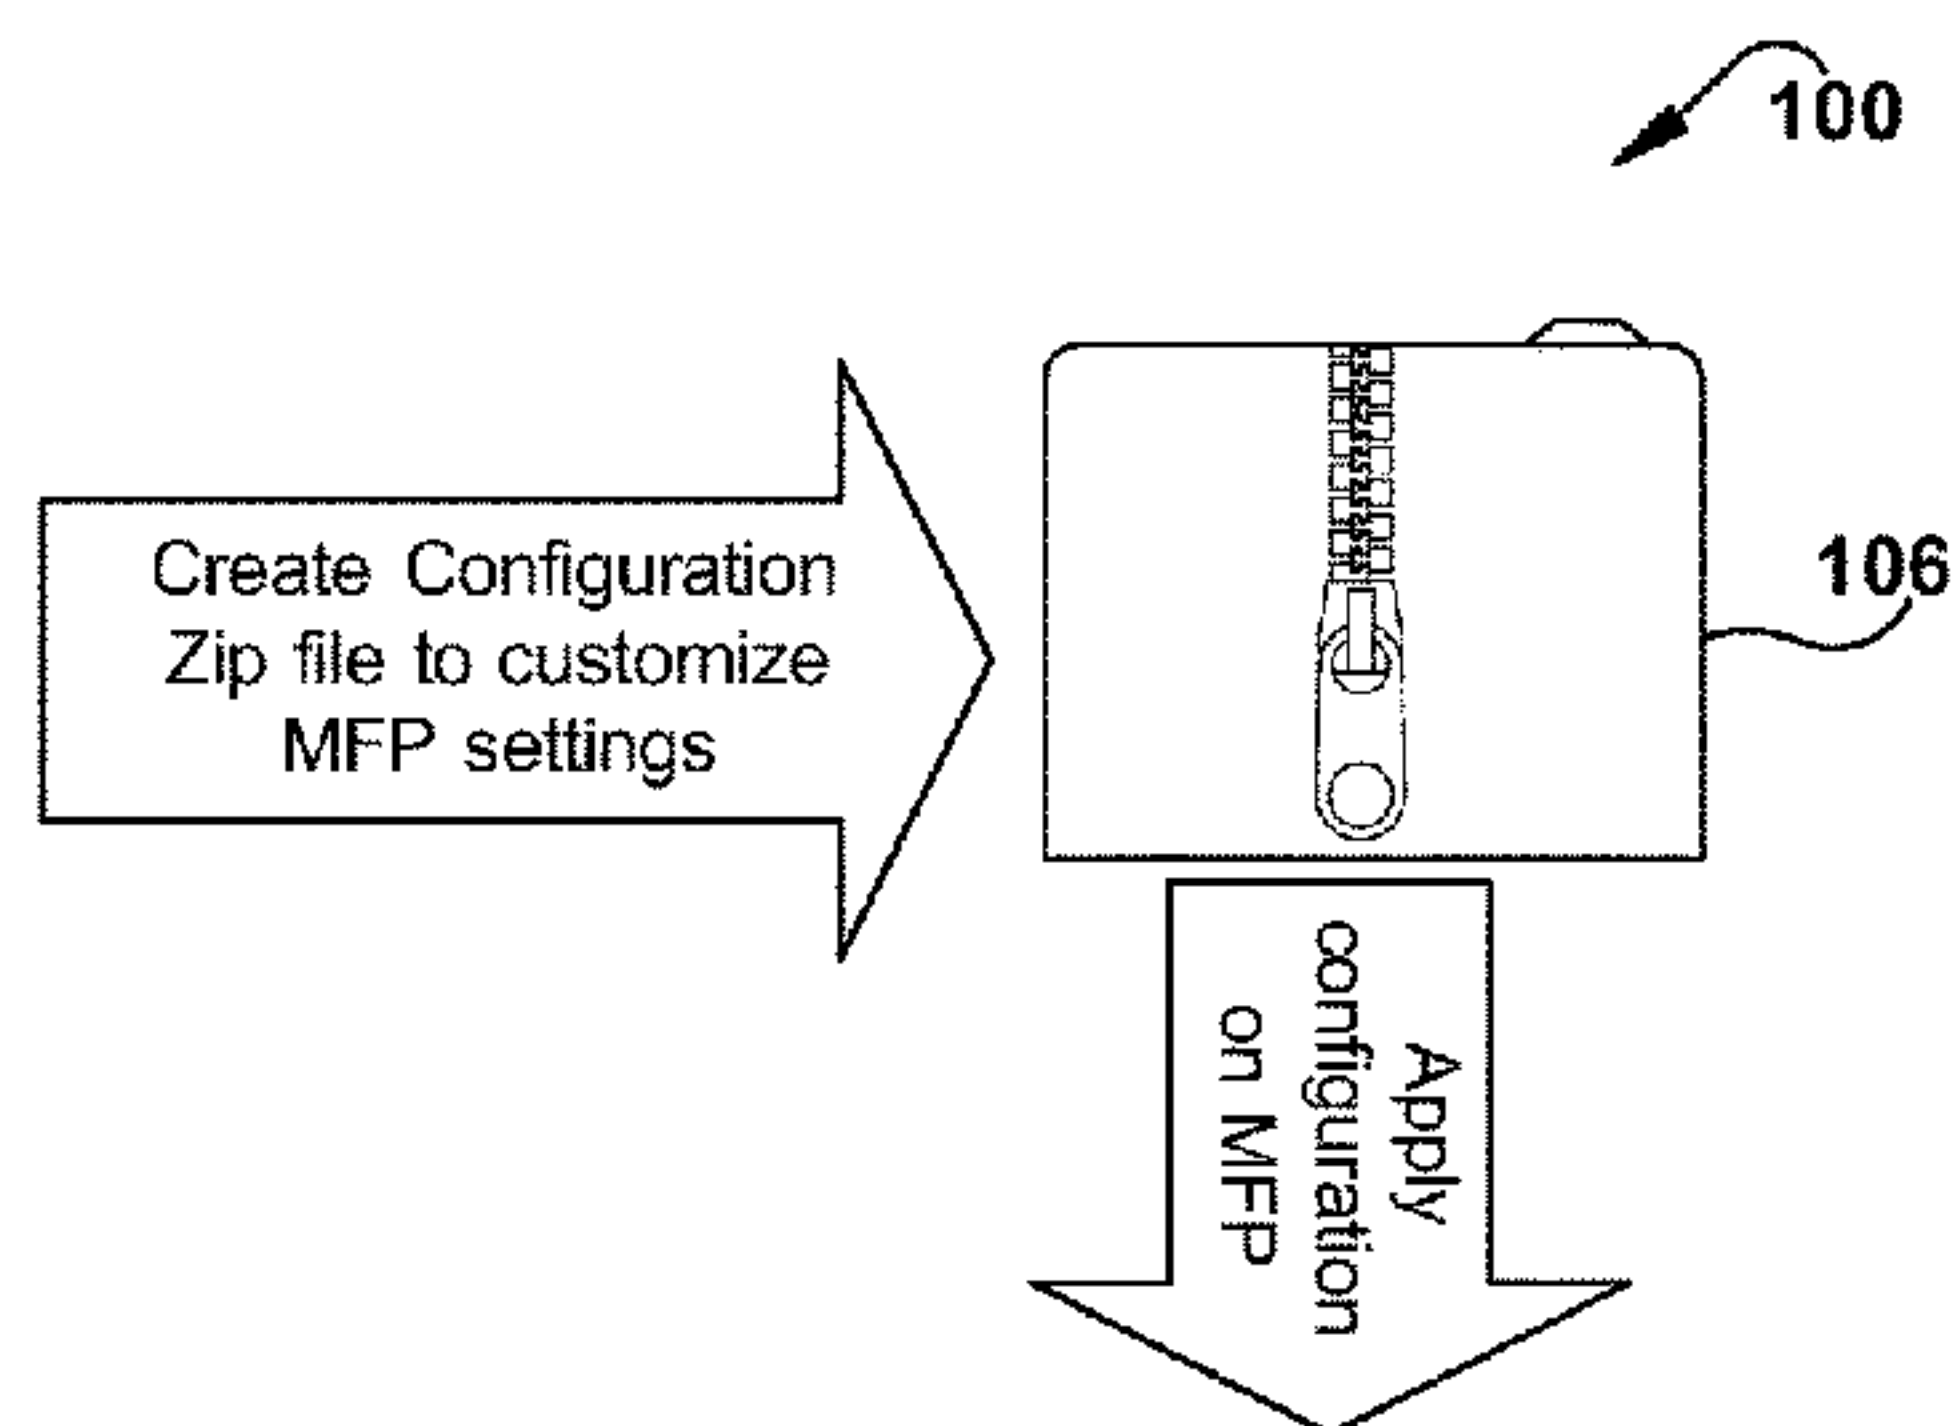 100
Create Configuration
Zip file to customize
MFP settings
106
Apply
configuration
on MFP